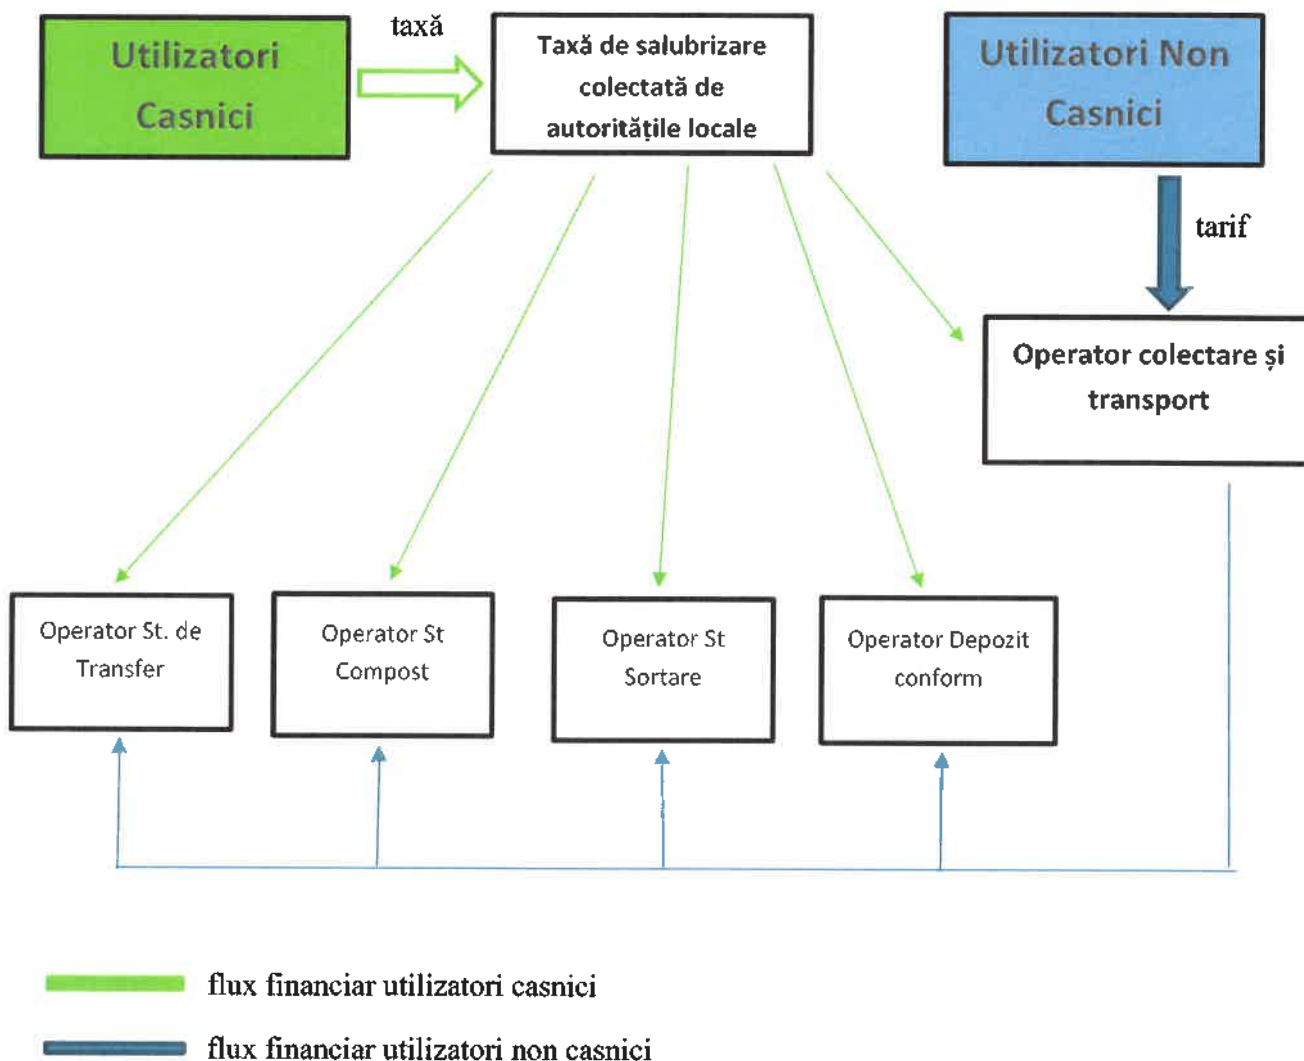 taxă
Utilizatori
Casnici
Taxă de salubrizare
colectată de
autoritățile locale
Utilizatori Non
Casnici
tarif
Operator colectare și
transport
Operator St. de
Transfer
Operator St
Compost
Operator St
Sortare
Operator Depozit
conform
flux financiar utilizatori casnici
flux financiar utilizatori non casnici